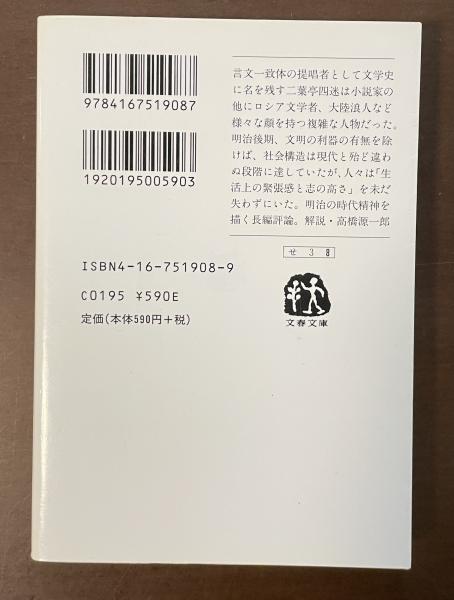 9784167519087
1920195005903
言文一致体の提唱者として文学史
に名を残す二葉亭四迷は小説家の
他にロシア文学者、大陸浪人など
様々な顔を持つ複雑な人物だった。
明治後期、文明の利器の有無を除
けば、社会構造は現代と殆ど違わ
ぬ段階に達していたが、人々は「生
活上の緊張感と志の高さ」を未だ
失わずにいた。明治の時代精神を
描く長編評論。解説・高橋源一郎
せ 3 8
文春文庫
ISBN4-16-751908-9
C0195 ¥590E
定価(本体590円+税)